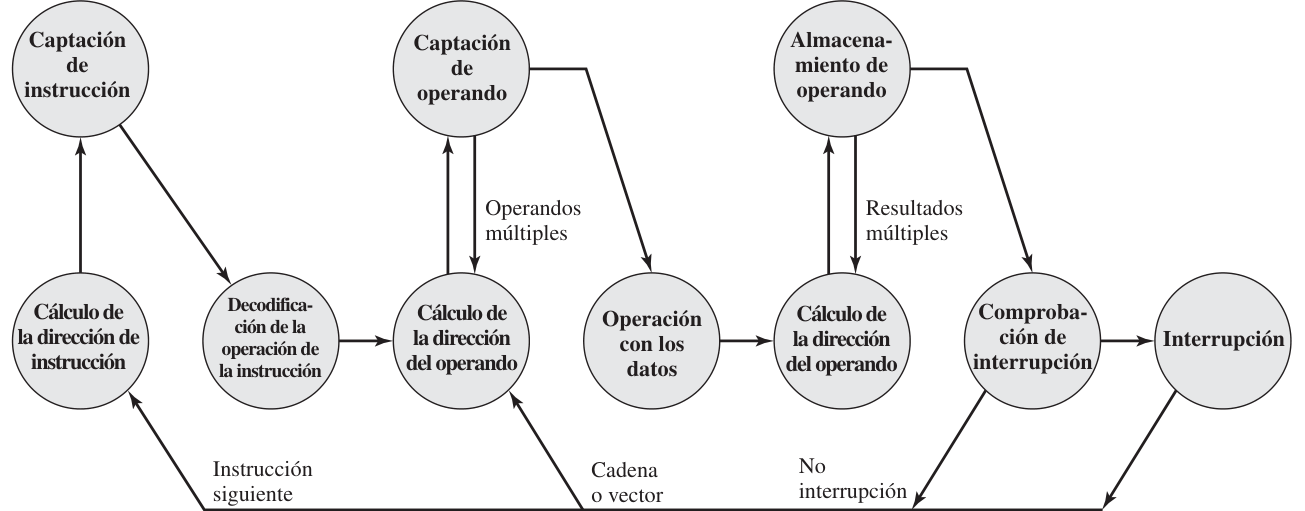 Captación
de
instrucción
Captación
de
operando
Almacena-
miento de
operando
Operandos
múltiples
Resultados
múltiples
Cálculo de
la dirección de
instrucción
Decodifica-
ción de la
operación de
la instrucción
Cálculo de
la dirección
del operando
Operación
con los
datos
Cálculo de
la dirección
del operando
Comproba-
ción de
interrupción
Interrupción
Instrucción
siguiente
Cadena
o vector
No
interrupción